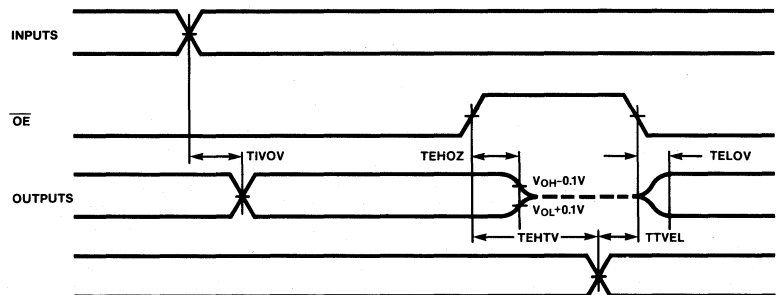 INPUTS
OE
TIVOV
TEHOZ
TELOV
OUTPUTS
VOH–0.1V
VOL+0.1V
TEHTV
TTVEL